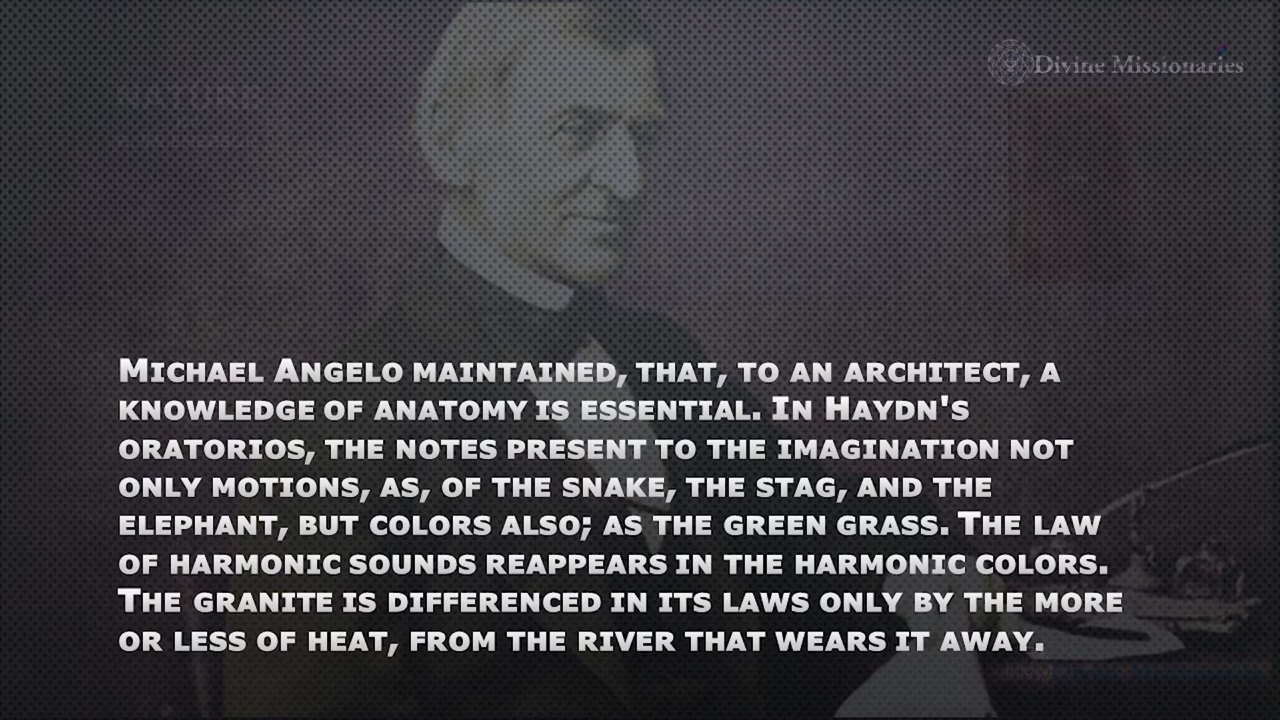 Divine Missionaries
NATURE
Michael Angelo maintained, that, to an architect, a
knowledge of anatomy is essential. In Haydn's
oratorios, the notes present to the imagination not
only motions, as, of the snake, the stag, and the
elephant, but colors also; as the green grass. The law
of harmonic sounds reappears in the harmonic colors.
The granite is differenced in its laws only by the more
or less of heat, from the river that wears it away.